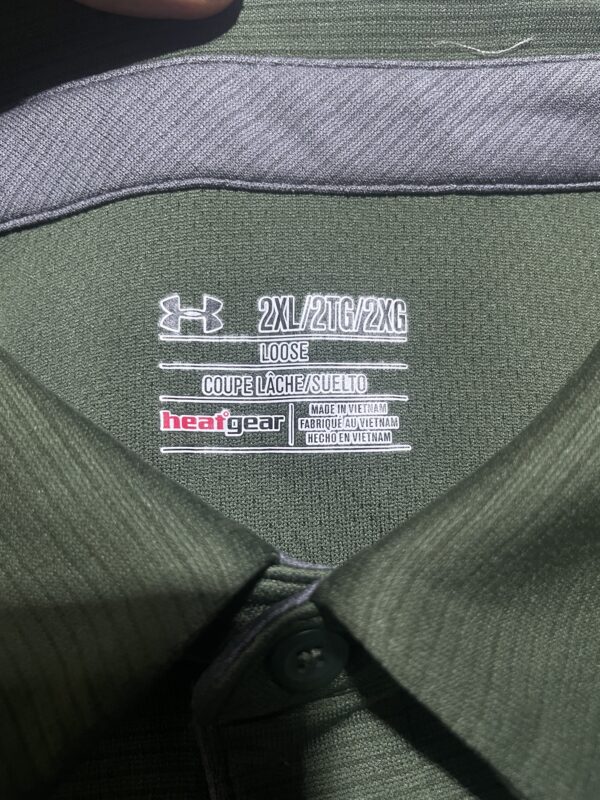 2XL/2TG/2XG
LOOSE
COUPE LÂCHE/SUELTO
heatgear
MADE IN VIETNAM
FABRIQUÉ AU VIETNAM
HECHO EN VIETNAM